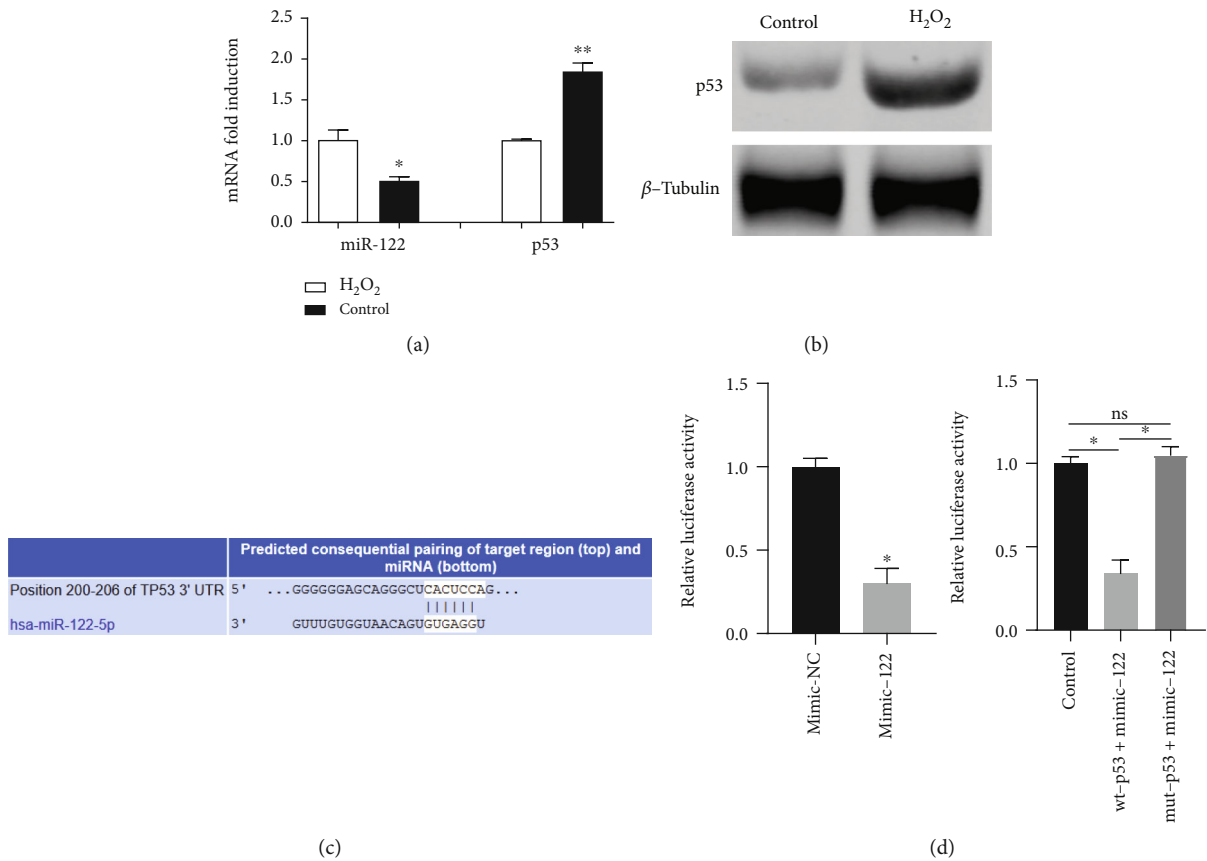 mRNA fold induction
2.5
2.0
1.5
1.0
0.5
0.0
*
**
miR-122
p53
H₂O₂
Control
(a)
Control
H₂O₂
p53
β–Tubulin
(b)
Predicted consequential pairing of target region (top) and
miRNA (bottom)
Position 200-206 of TP53 3' UTR 5' ...GGGGGGAGCAGGGCUCACUCCAG...
||||||
hsa-miR-122-5p 3' GUUUGUGGUAACAGUGUGAGGU
(c)
Relative luciferase activity
1.5
1.0
0.5
0.0
*
Mimic-NC
Mimic–122
Relative luciferase activity
1.5
1.0
0.5
0.0
ns
*
*
Control
wt–p53 + mimic–122
mut–p53 + mimic–122
(d)